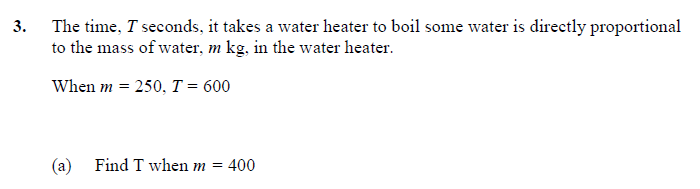 3. The time, T seconds, it takes a water heater to boil some water is directly proportional
to the mass of water, m kg, in the water heater.
When m = 250, T = 600
(a) Find T when m = 400